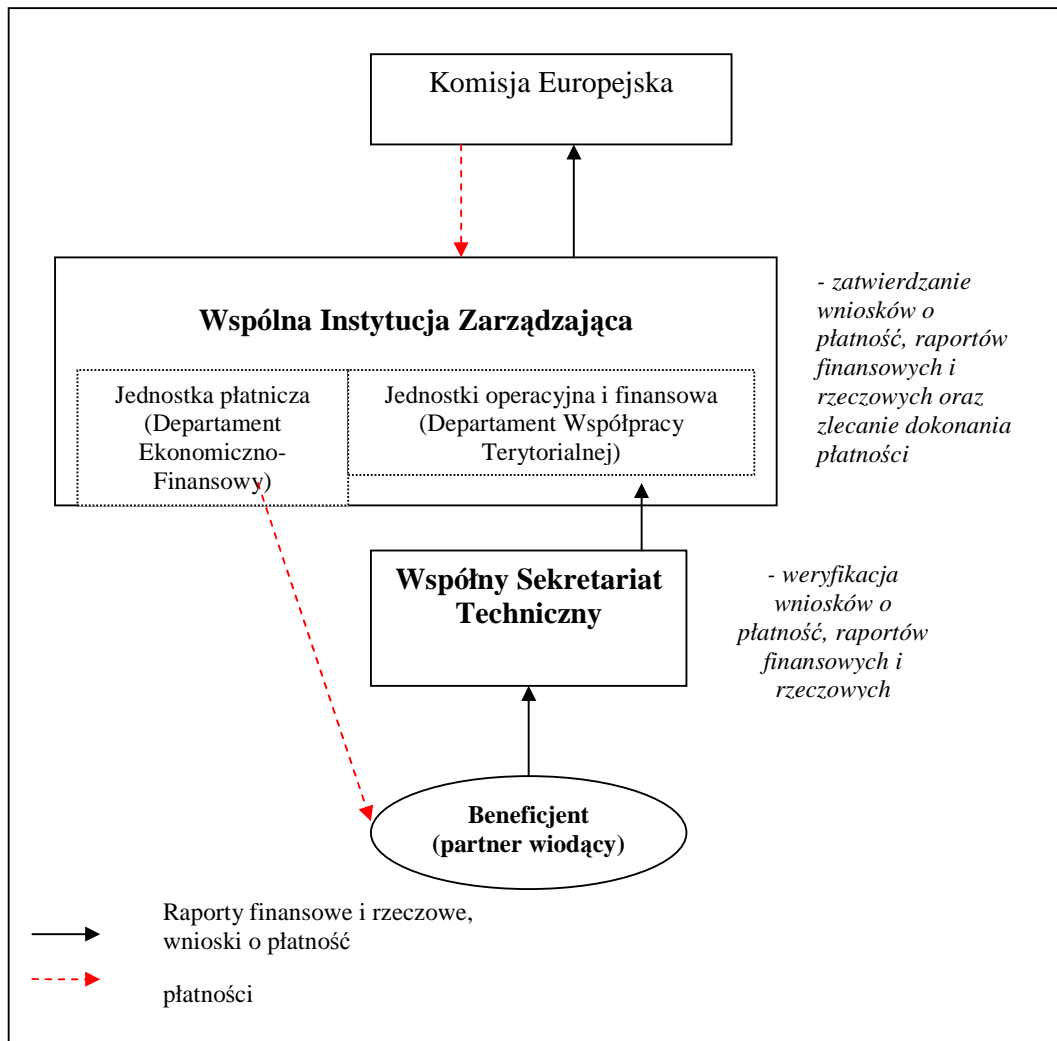 Komisja Europejska
Wspólna Instytucja Zarządzająca
- zatwierdzanie
wniosków o
płatność, raportów
finansowych i
rzeczowych oraz
zlecanie dokonania
płatności
Jednostka płatnicza
(Departament
Ekonomiczno-
Finansowy)
Jednostki operacyjna i finansowa
(Departament Współpracy
Terytorialnej)
Wspólny Sekretariat
Techniczny
- weryfikacja
wniosków o
płatność, raportów
finansowych i
rzeczowych
Beneficjent
(partner wiodący)
Raporty finansowe i rzeczowe,
wnioski o płatność
płatności